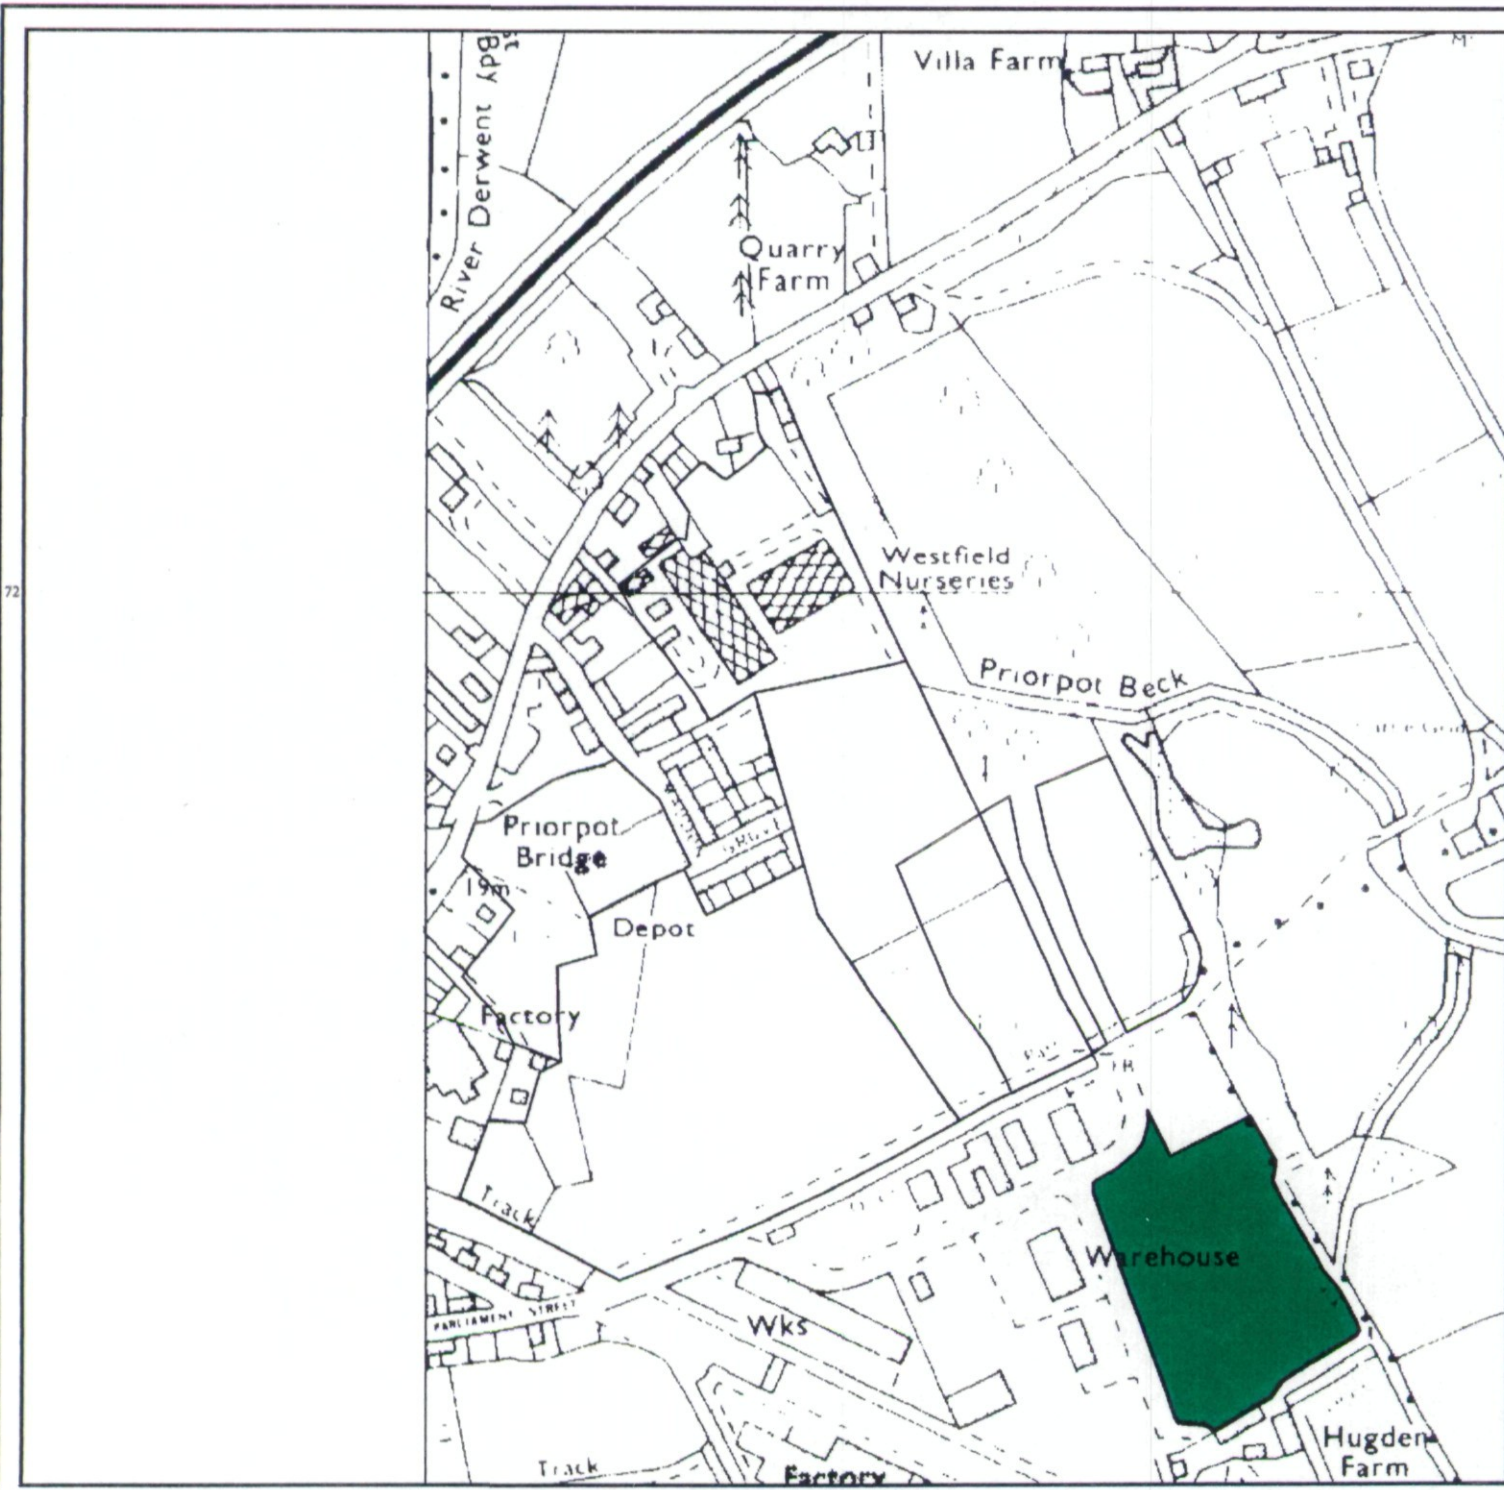 Villa Farm
River Derwent
Quarry
Farm
72
Westfield
Nurseries
Priorpot Beck
Priorpot
Bridge
19m
Depot
Factory
Track
Warehouse
PARLIAMENT STREET
Wks
Hugden
Farm
Track
Factory